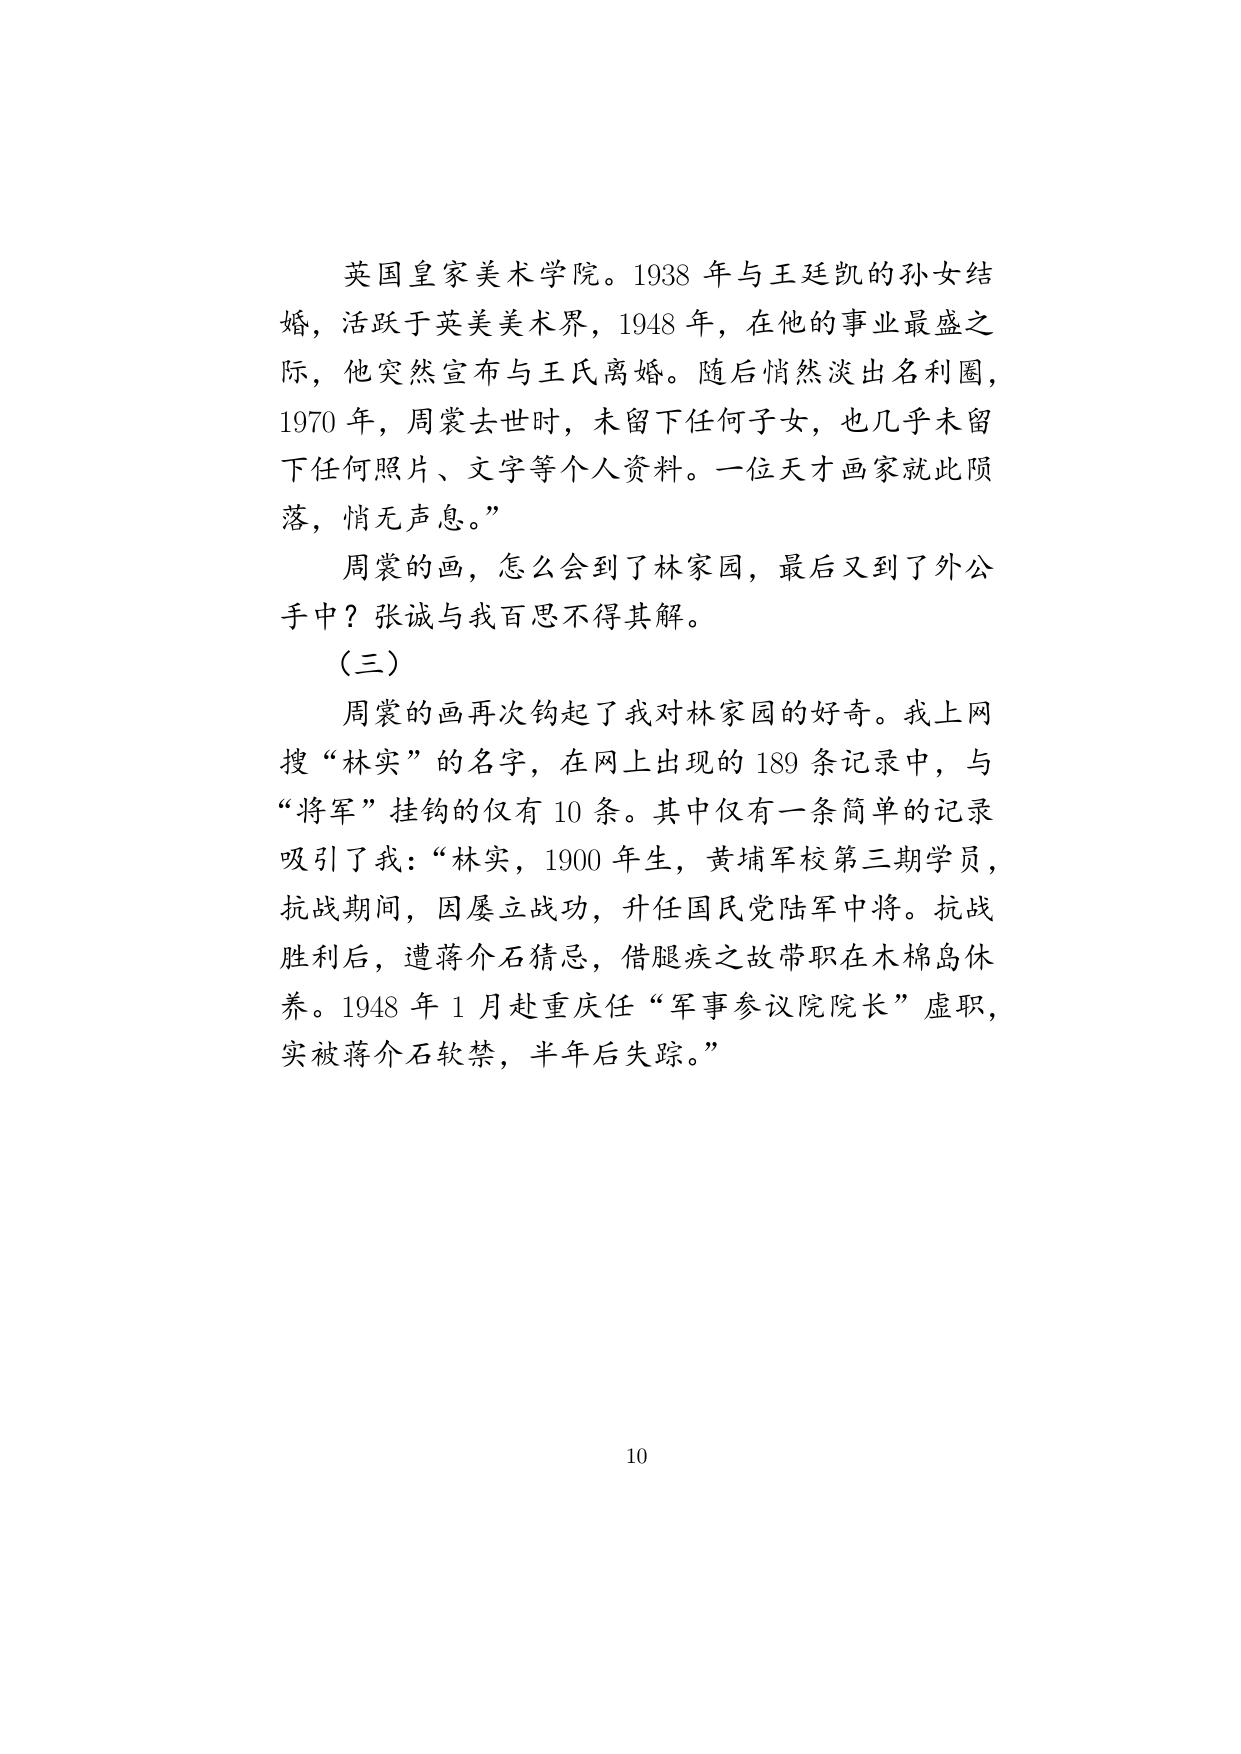 英国皇家美术学院。1938 年与王廷凯的孙女结
婚，活跃于英美美术界，1948 年，在他的事业最盛之
际，他突然宣布与王氏离婚。随后悄然淡出名利圈，
1970 年，周裳去世时，未留下任何子女，也几乎未留
下任何照片、文字等个人资料。一位天才画家就此陨
落，悄无声息。”
周裳的画，怎么会到了林家园，最后又到了外公
手中？张诚与我百思不得其解。
（三）
周裳的画再次钩起了我对林家园的好奇。我上网
搜“林实”的名字，在网上出现的 189 条记录中，与
“将军”挂钩的仅有 10 条。其中仅有一条简单的记录
吸引了我：“林实，1900 年生，黄埔军校第三期学员，
抗战期间，因屡立战功，升任国民党陆军中将。抗战
胜利后，遭蒋介石猜忌，借腿疾之故带职在木棉岛休
养。1948 年 1 月赴重庆任“军事参议院院长”虚职，
实被蒋介石软禁，半年后失踪。”
10